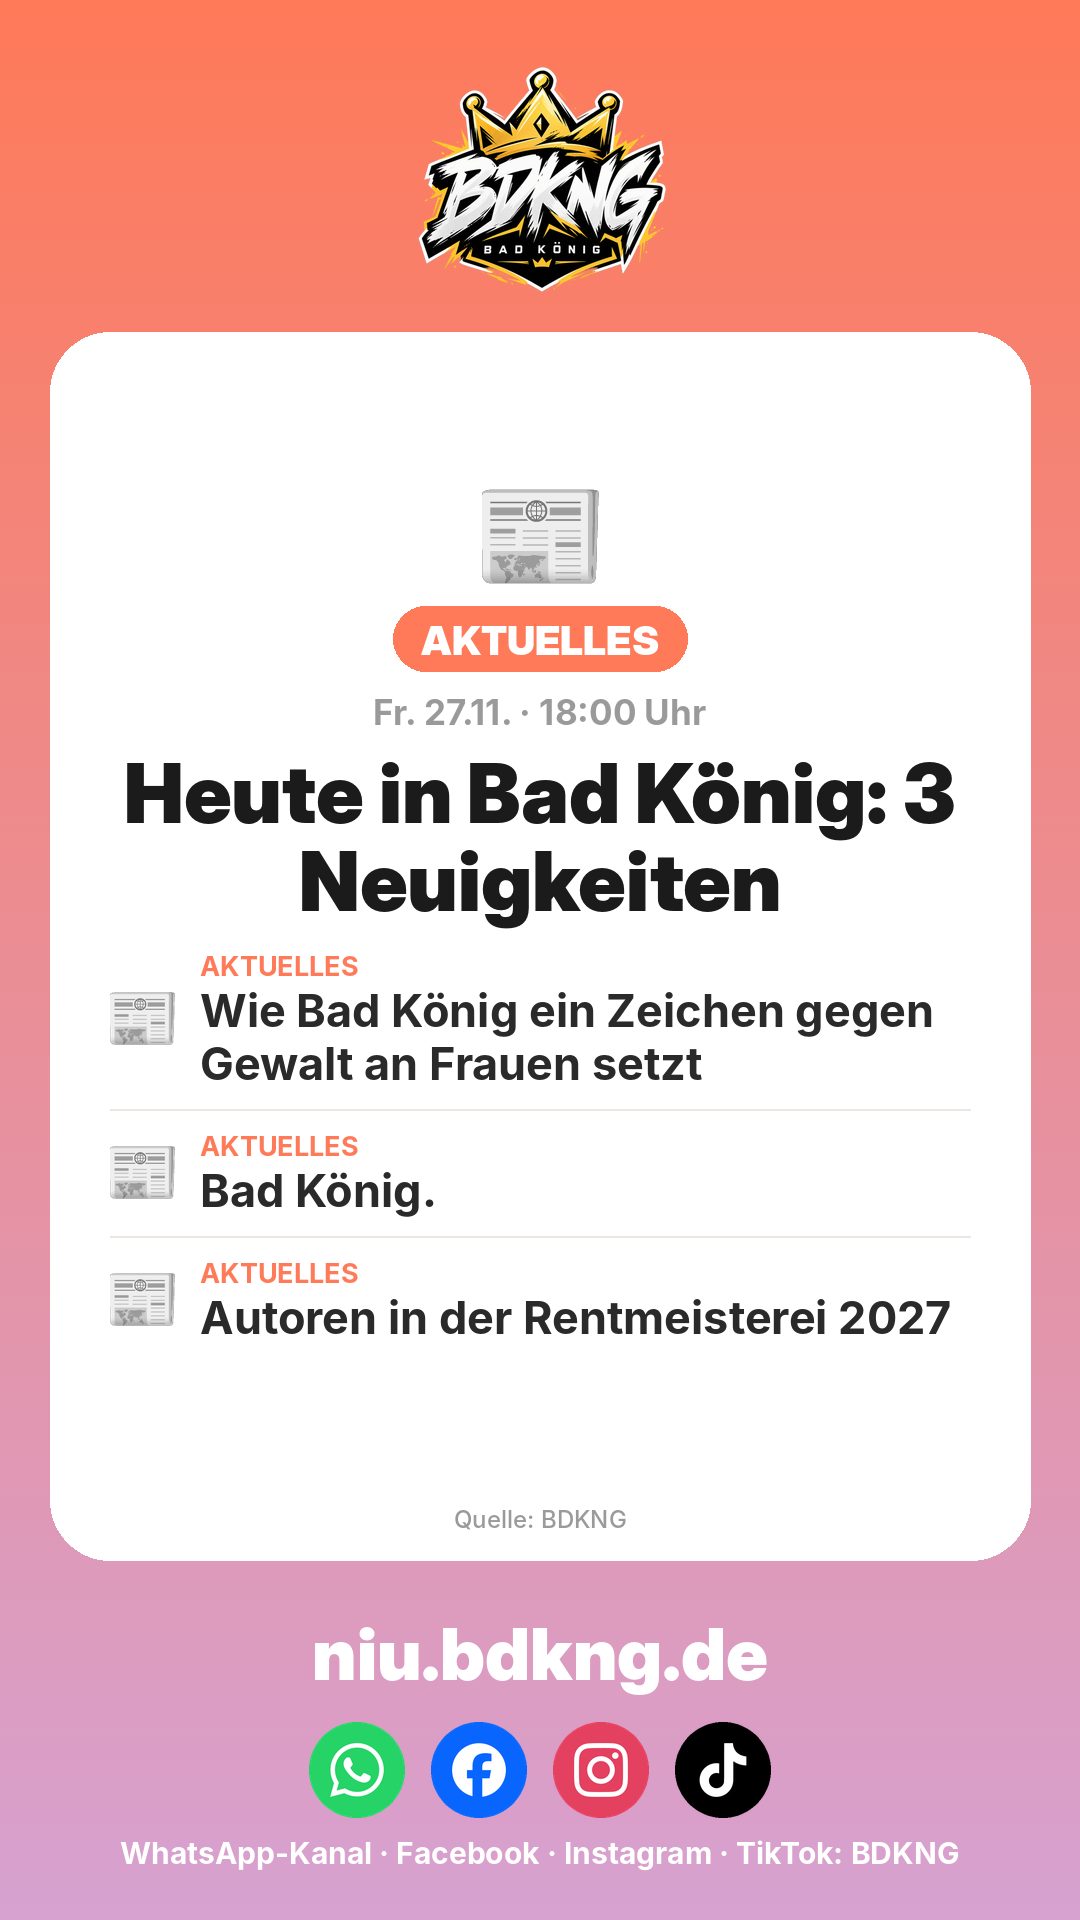 BDKNG
BAD KÖNIG
AKTUELLES
Fr. 27.11. · 18:00 Uhr
Heute in Bad König: 3
Neuigkeiten
AKTUELLES
Wie Bad König ein Zeichen gegen
Gewalt an Frauen setzt
AKTUELLES
Bad König.
AKTUELLES
Autoren in der Rentmeisterei 2027
Quelle: BDKNG
niu.bdkng.de
WhatsApp-Kanal · Facebook · Instagram · TikTok: BDKNG